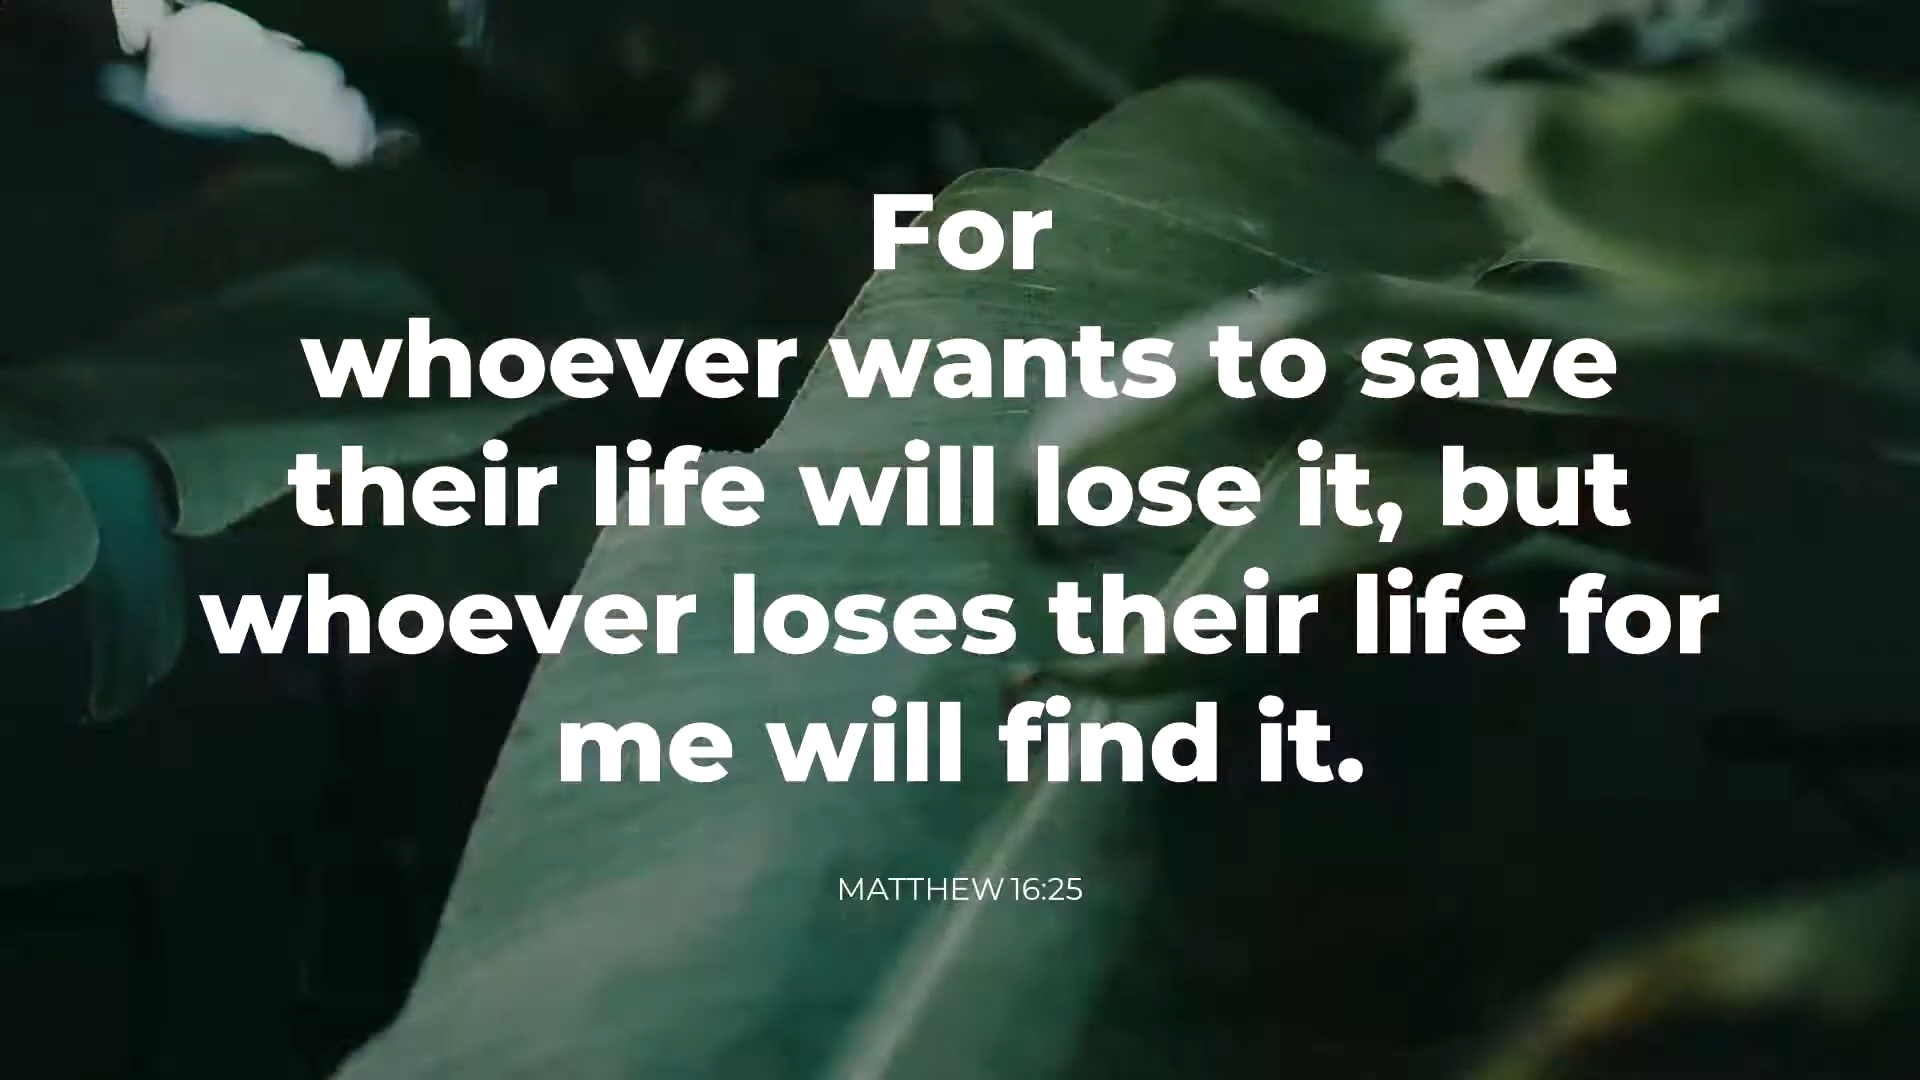 For
whoever wants to save
their life will lose it, but
whoever loses their life for
me will find it.
MATTHEW 16:25